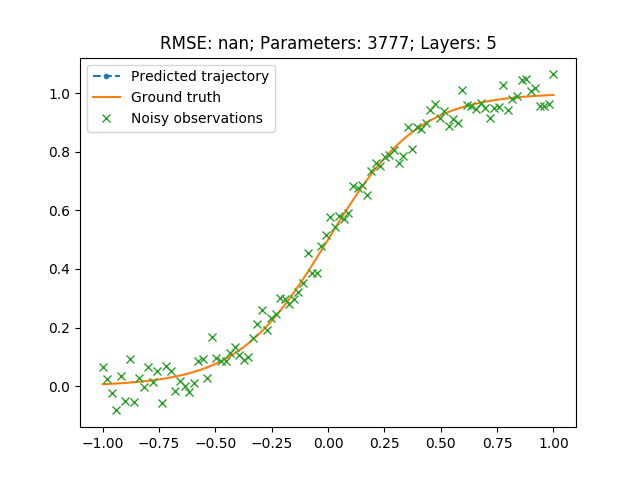 RMSE: nan; Parameters: 3777; Layers: 5
Predicted trajectory
Ground truth
Noisy observations
1.0
0.8
0.6
0.4
0.2
0.0
−1.00 −0.75 −0.50 −0.25 0.00 0.25 0.50 0.75 1.00